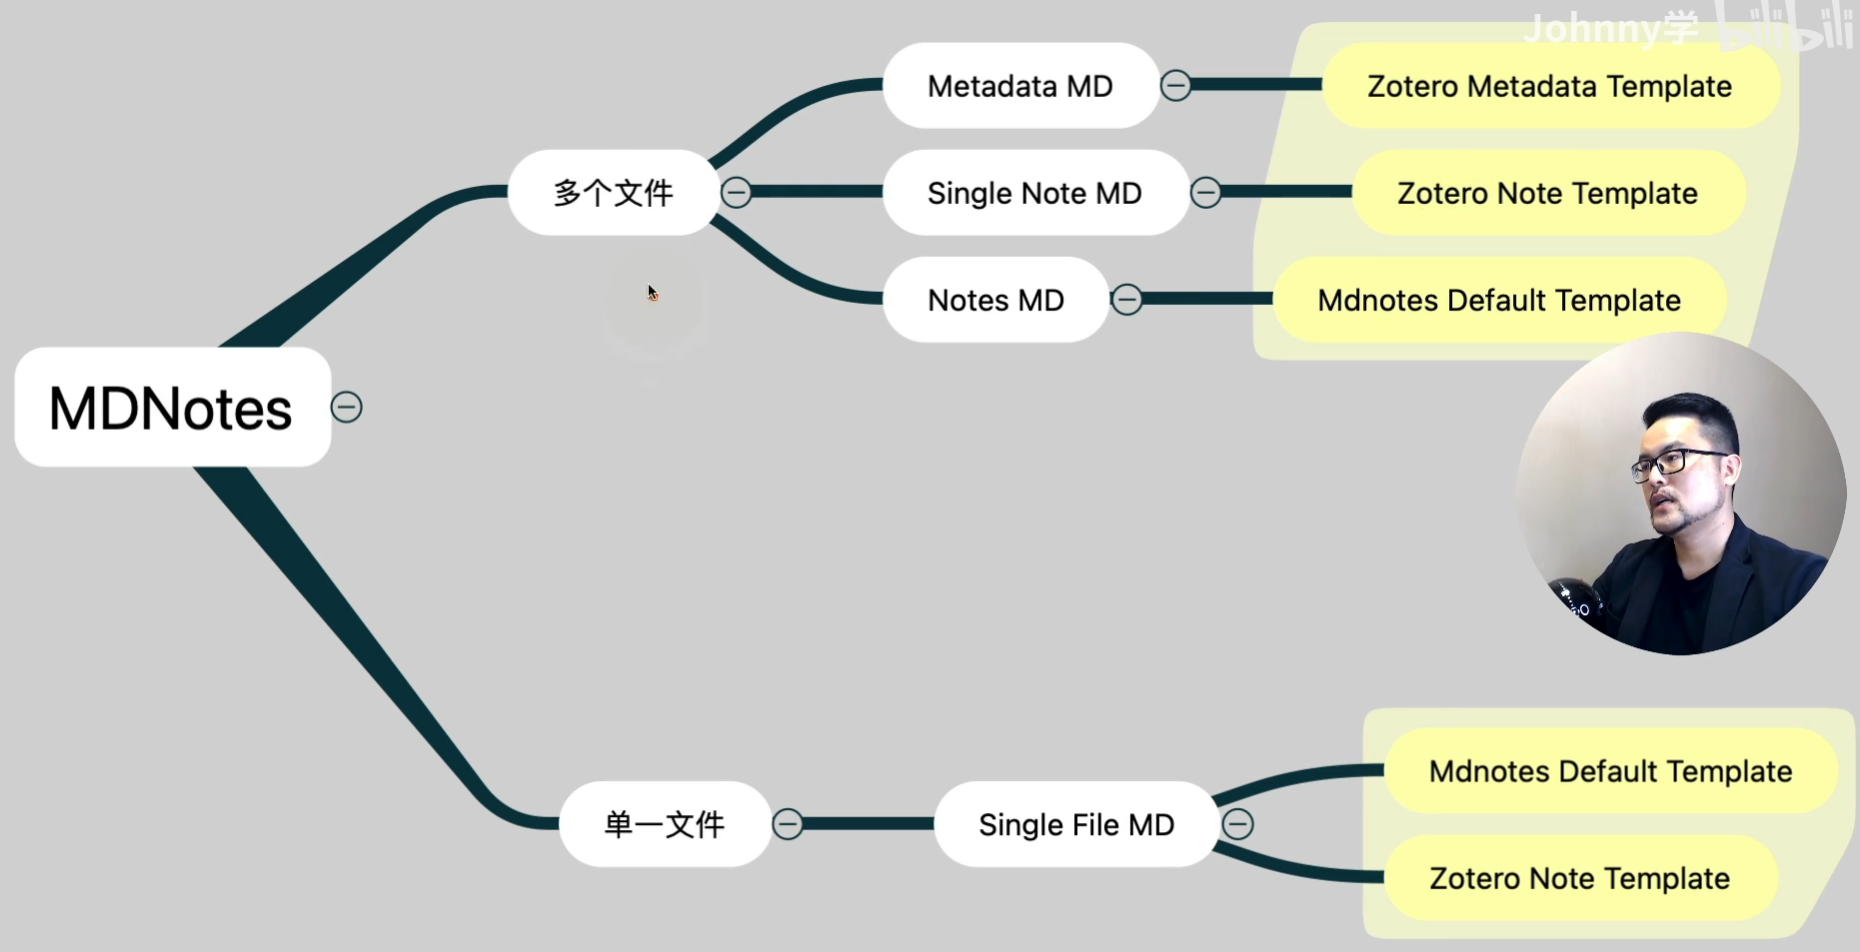 Johnny学 bilibili
Metadata MD
Zotero Metadata Template
多个文件
Single Note MD
Zotero Note Template
Notes MD
Mdnotes Default Template
MDNotes
单一文件
Single File MD
Mdnotes Default Template
Zotero Note Template